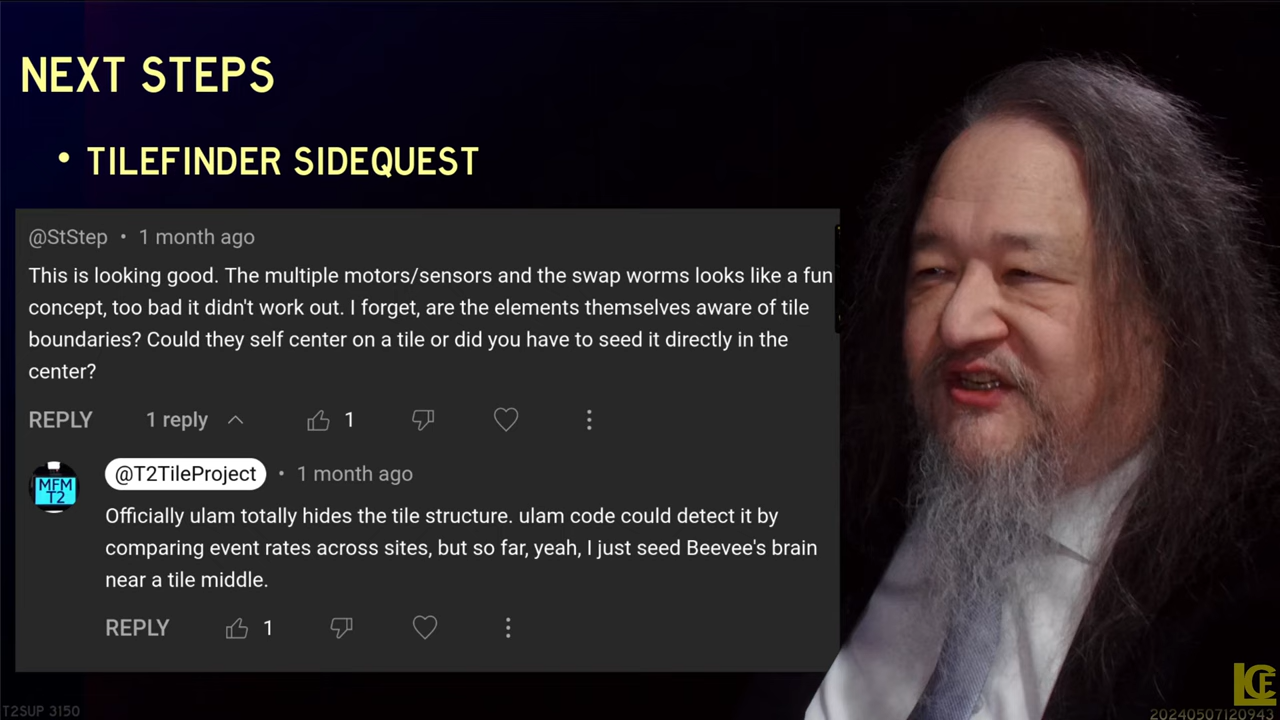 NEXT STEPS
• TILEFINDER SIDEQUEST
@StStep • 1 month ago
This is looking good. The multiple motors/sensors and the swap worms looks like a fun
concept, too bad it didn't work out. I forget, are the elements themselves aware of tile
boundaries? Could they self center on a tile or did you have to seed it directly in the
center?
REPLY 1 reply 1
@T2TileProject • 1 month ago
MFM
T2
Officially ulam totally hides the tile structure. ulam code could detect it by
comparing event rates across sites, but so far, yeah, I just seed Beevee's brain
near a tile middle.
REPLY 1
T2SUP 3150
20240507120943